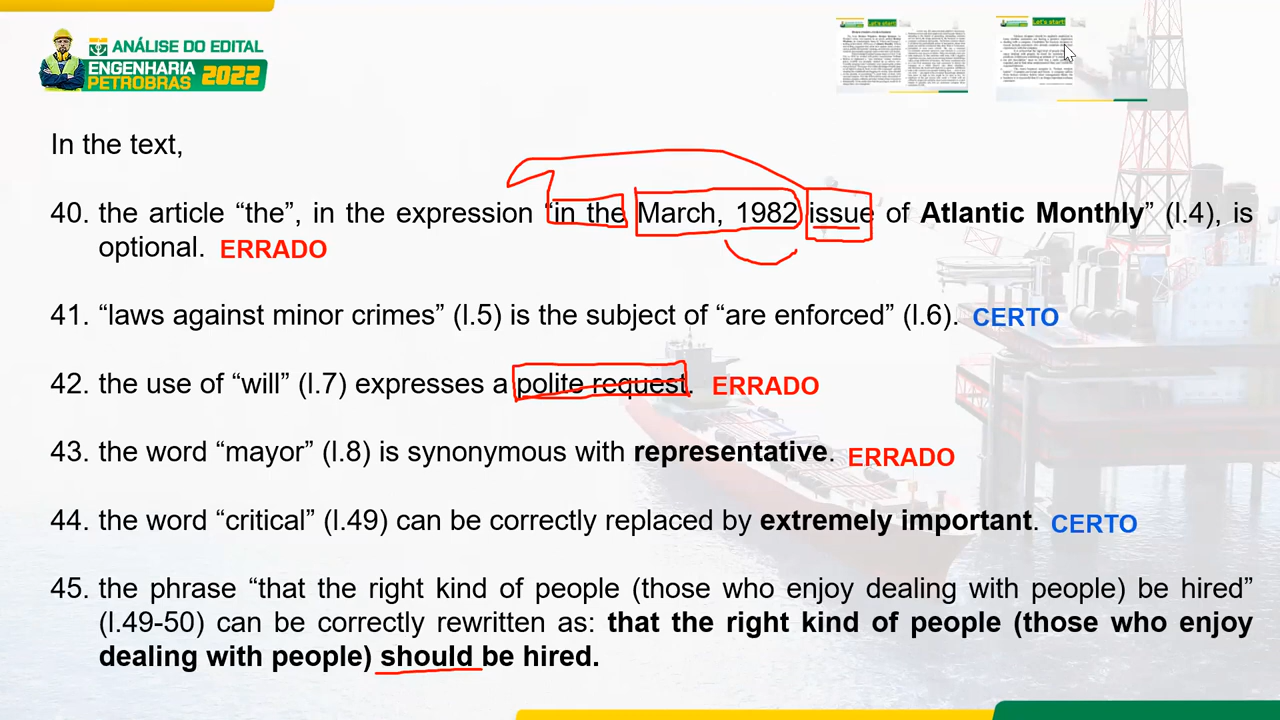 ANÁLISE DO EDITAL
ENGENHARIA
PETROBRAS 2022
Let's start!
Let's start!
In the text,
40. the article “the”, in the expression “in the March, 1982 issue of Atlantic Monthly” (l.4), is
optional. ERRADO
41. “laws against minor crimes” (l.5) is the subject of “are enforced” (l.6). CERTO
42. the use of “will” (l.7) expresses a polite request. ERRADO
43. the word “mayor” (l.8) is synonymous with representative. ERRADO
44. the word “critical” (l.49) can be correctly replaced by extremely important. CERTO
45. the phrase “that the right kind of people (those who enjoy dealing with people) be hired”
(l.49-50) can be correctly rewritten as: that the right kind of people (those who enjoy
dealing with people) should be hired.